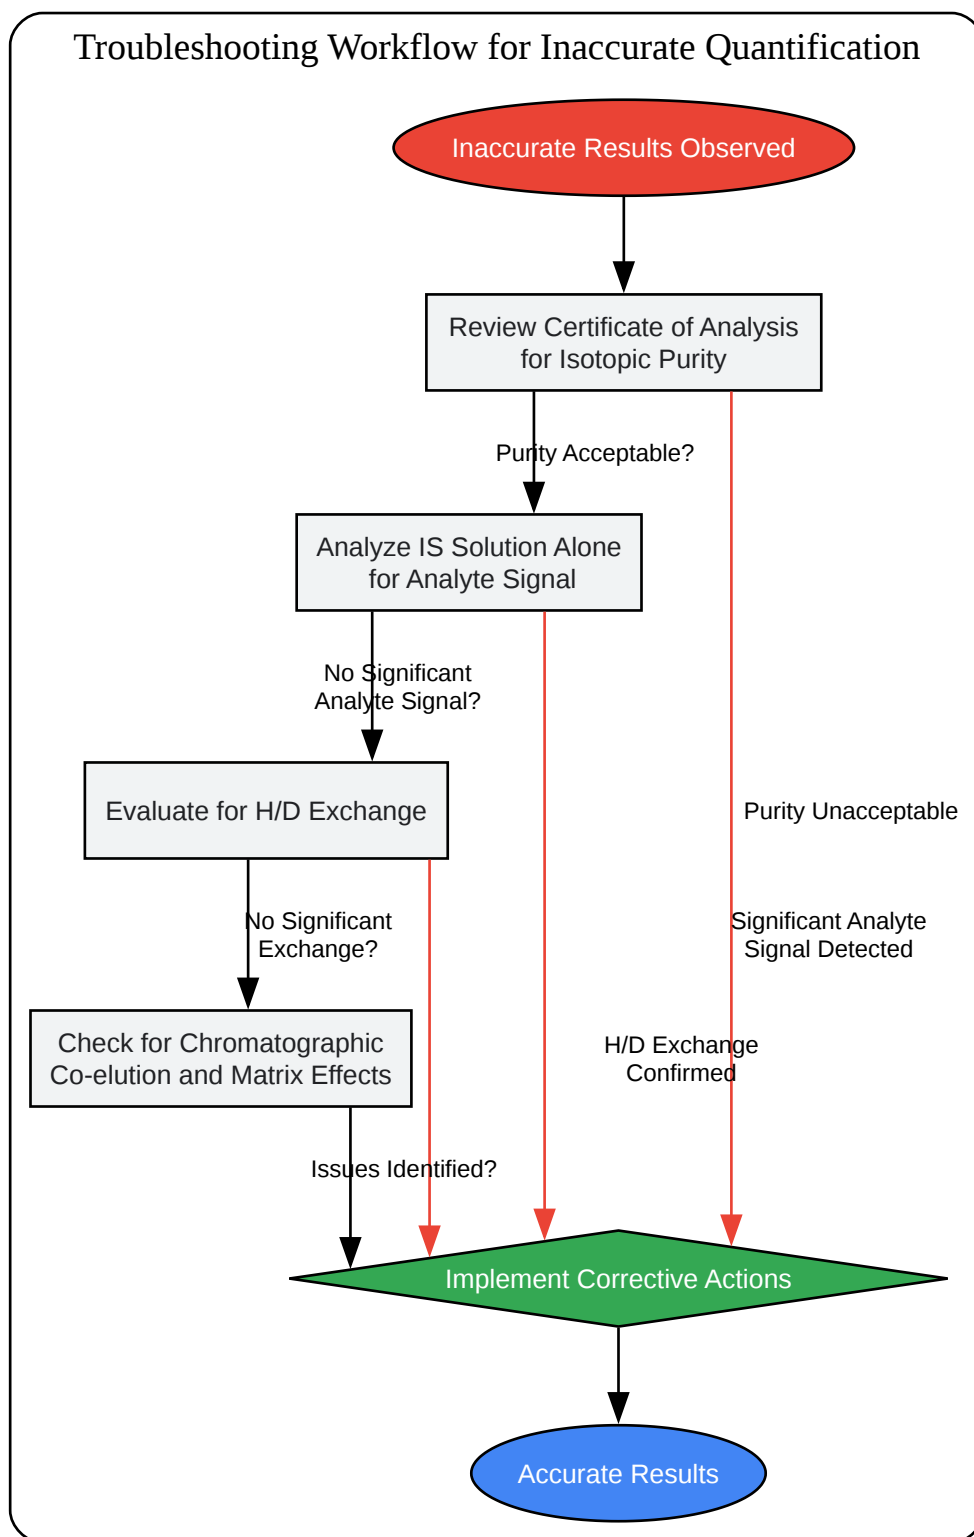 Troubleshooting Workflow for Inaccurate Quantification
Inaccurate Results Observed
Review Certificate of Analysis
for Isotopic Purity
Purity Acceptable?
Analyze IS Solution Alone
for Analyte Signal
No Significant
Analyte Signal?
Evaluate for H/D Exchange
Purity Unacceptable
No Significant
Exchange?
Significant Analyte
Signal Detected
Check for Chromatographic
Co-elution and Matrix Effects
H/D Exchange
Confirmed
Issues Identified?
Implement Corrective Actions
Accurate Results